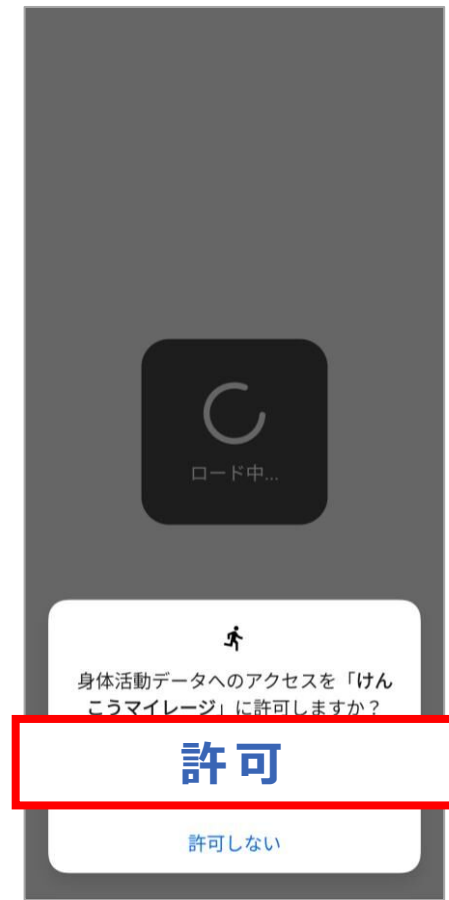 ロード中...
身体活動データへのアクセスを「けん
こうマイレージ」に許可しますか？
許可
許可しない